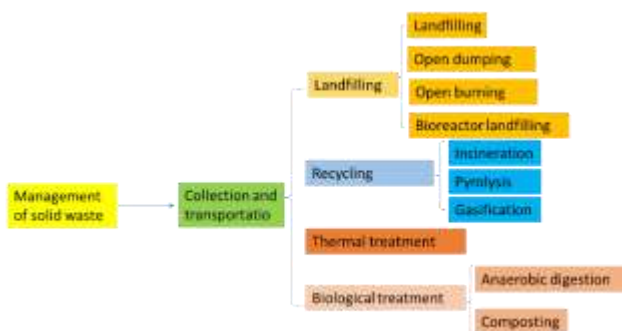 Management
of solid waste
Collection and
transportatio
Landfilling
Landfilling
Open dumping
Open burning
Bioreactor landfilling
Recycling
Incineration
Pyrolysis
Gasification
Thermal treatment
Biological treatment
Anaerobic digestion
Composting